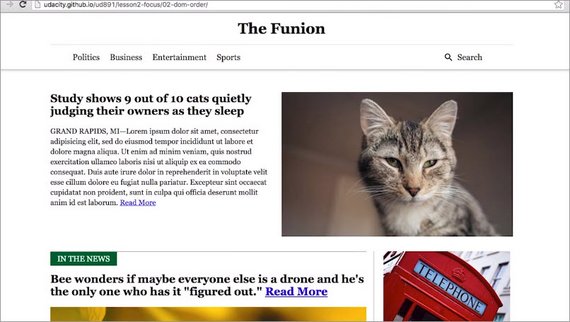 udacity.github.io/ud891/lesson2-focus/02-dom-order/
The Funion
Politics Business Entertainment Sports Search
Study shows 9 out of 10 cats quietly
judging their owners as they sleep
GRAND RAPIDS, MI—Lorem ipsum dolor sit amet, consectetur
adipisicing elit, sed do eiusmod tempor incididunt ut labore et
dolore magna aliqua. Ut enim ad minim veniam, quis nostrud
exercitation ullamco laboris nisi ut aliquip ex ea commodo
consequat. Duis aute irure dolor in reprehenderit in voluptate velit
esse cillum dolore eu fugiat nulla pariatur. Excepteur sint occaecat
cupidatat non proident, sunt in culpa qui officia deserunt mollit
anim id est laborum. Read More
IN THE NEWS
Bee wonders if maybe everyone else is a drone and he's
the only one who has it "figured out." Read More
TELEPHONE